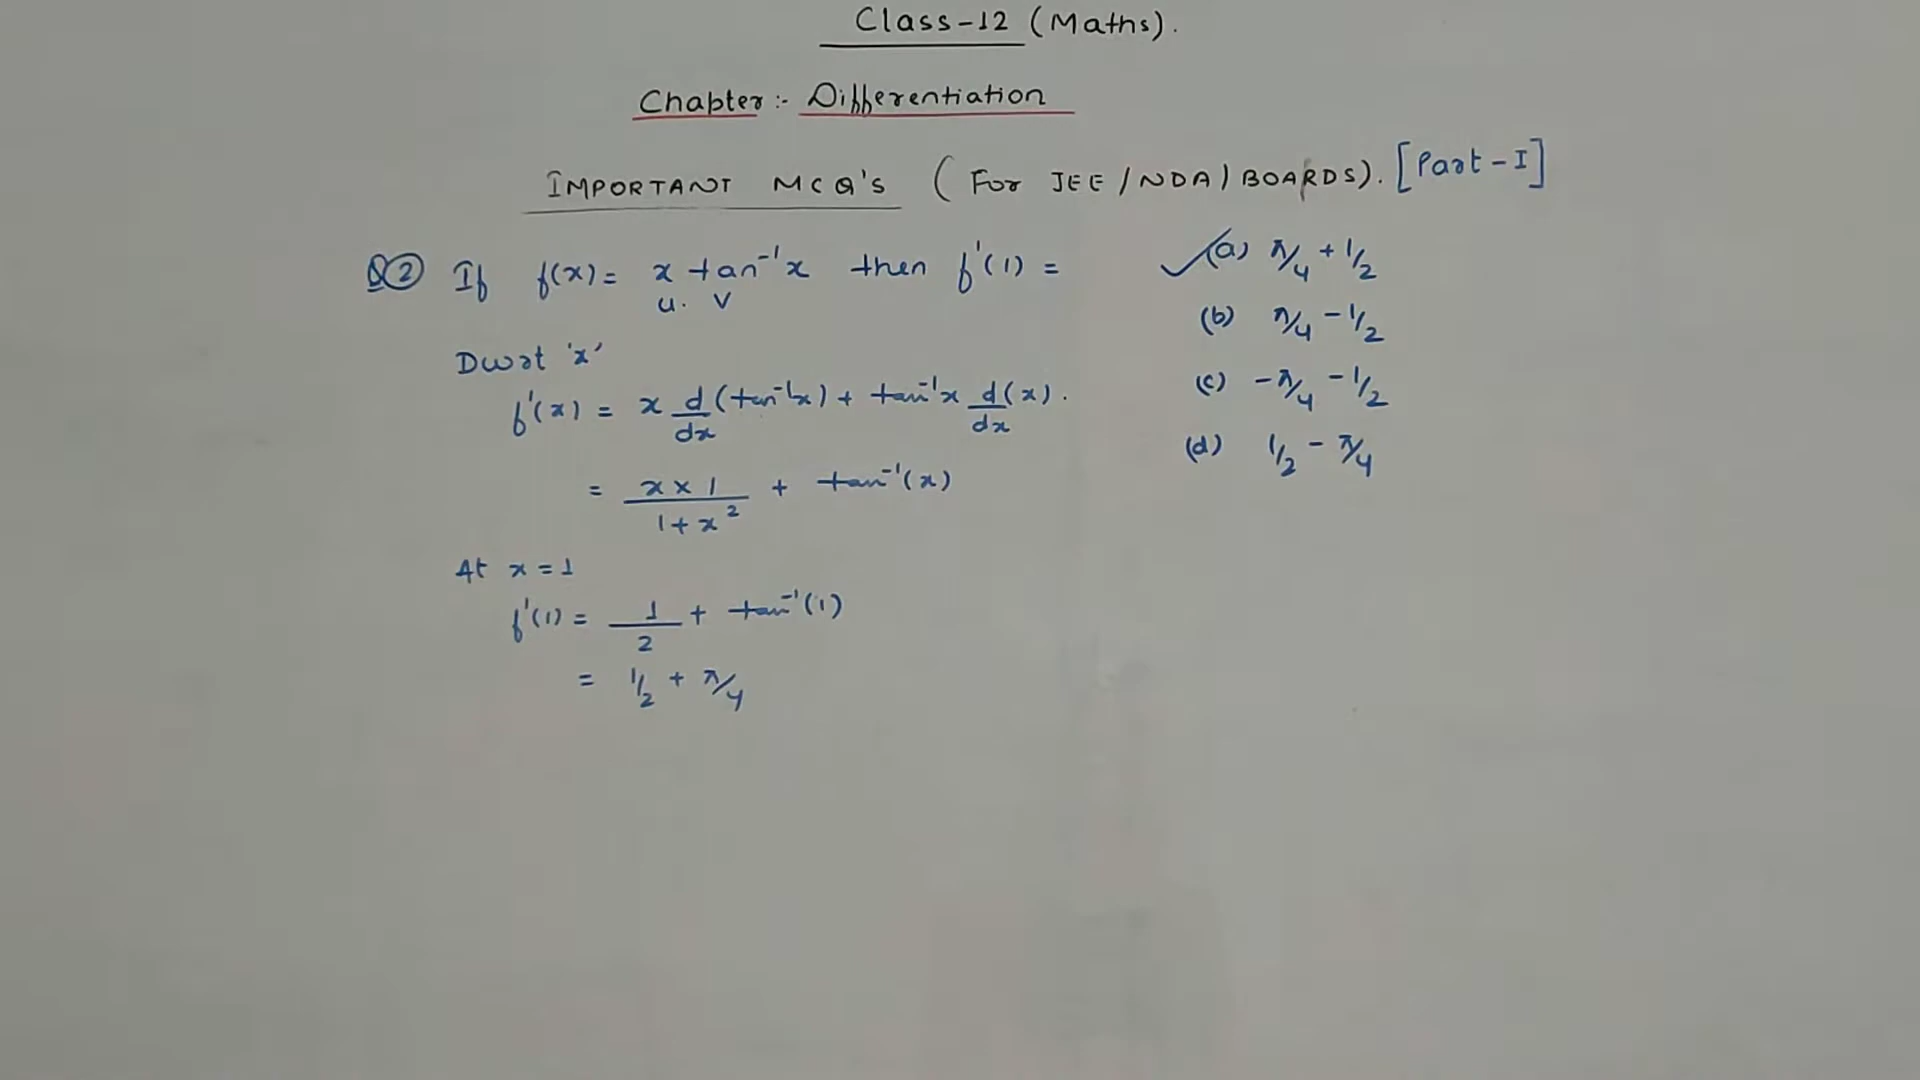 Class-12 (Maths).
Chapter :- Differentiation
IMPORTANT MCQ's ( For JEE/NDA/BOARDS). [Part-I]
Q2 If f(x) = x tan⁻¹x then f'(1) =
u. v
(a) π/4 + 1/2
(b) π/4 - 1/2
(c) -π/4 - 1/2
(d) 1/2 - π/4
Dwrt 'x'
f'(x) = x d/dx (tan⁻¹x) + tan⁻¹x d/dx (x).
= x × 1 / 1 + x² + tan⁻¹(x)
At x = 1
f'(1) = 1/2 + tan⁻¹(1)
= 1/2 + π/4